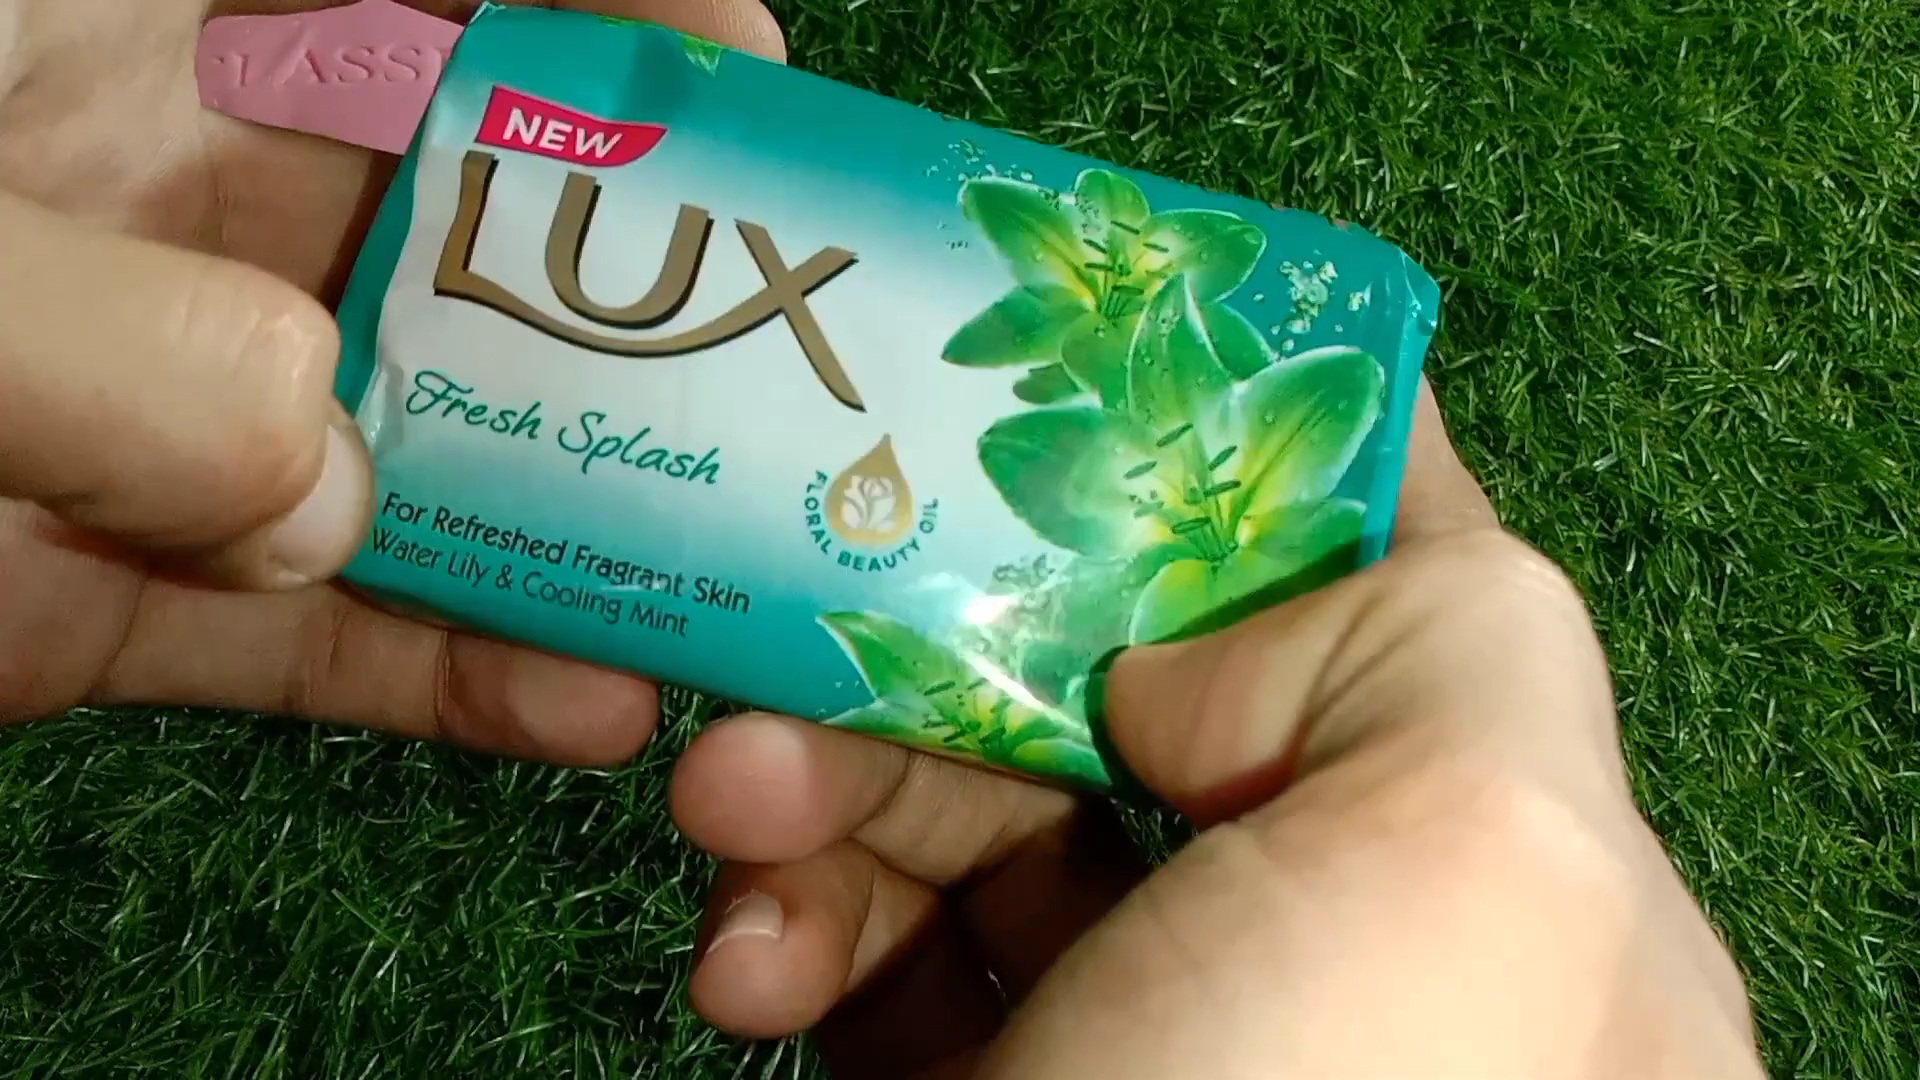 NEW
LUX
Fresh Splash
For Refreshed Fragrant Skin
Water Lily & Cooling Mint
FLORAL BEAUTY OIL